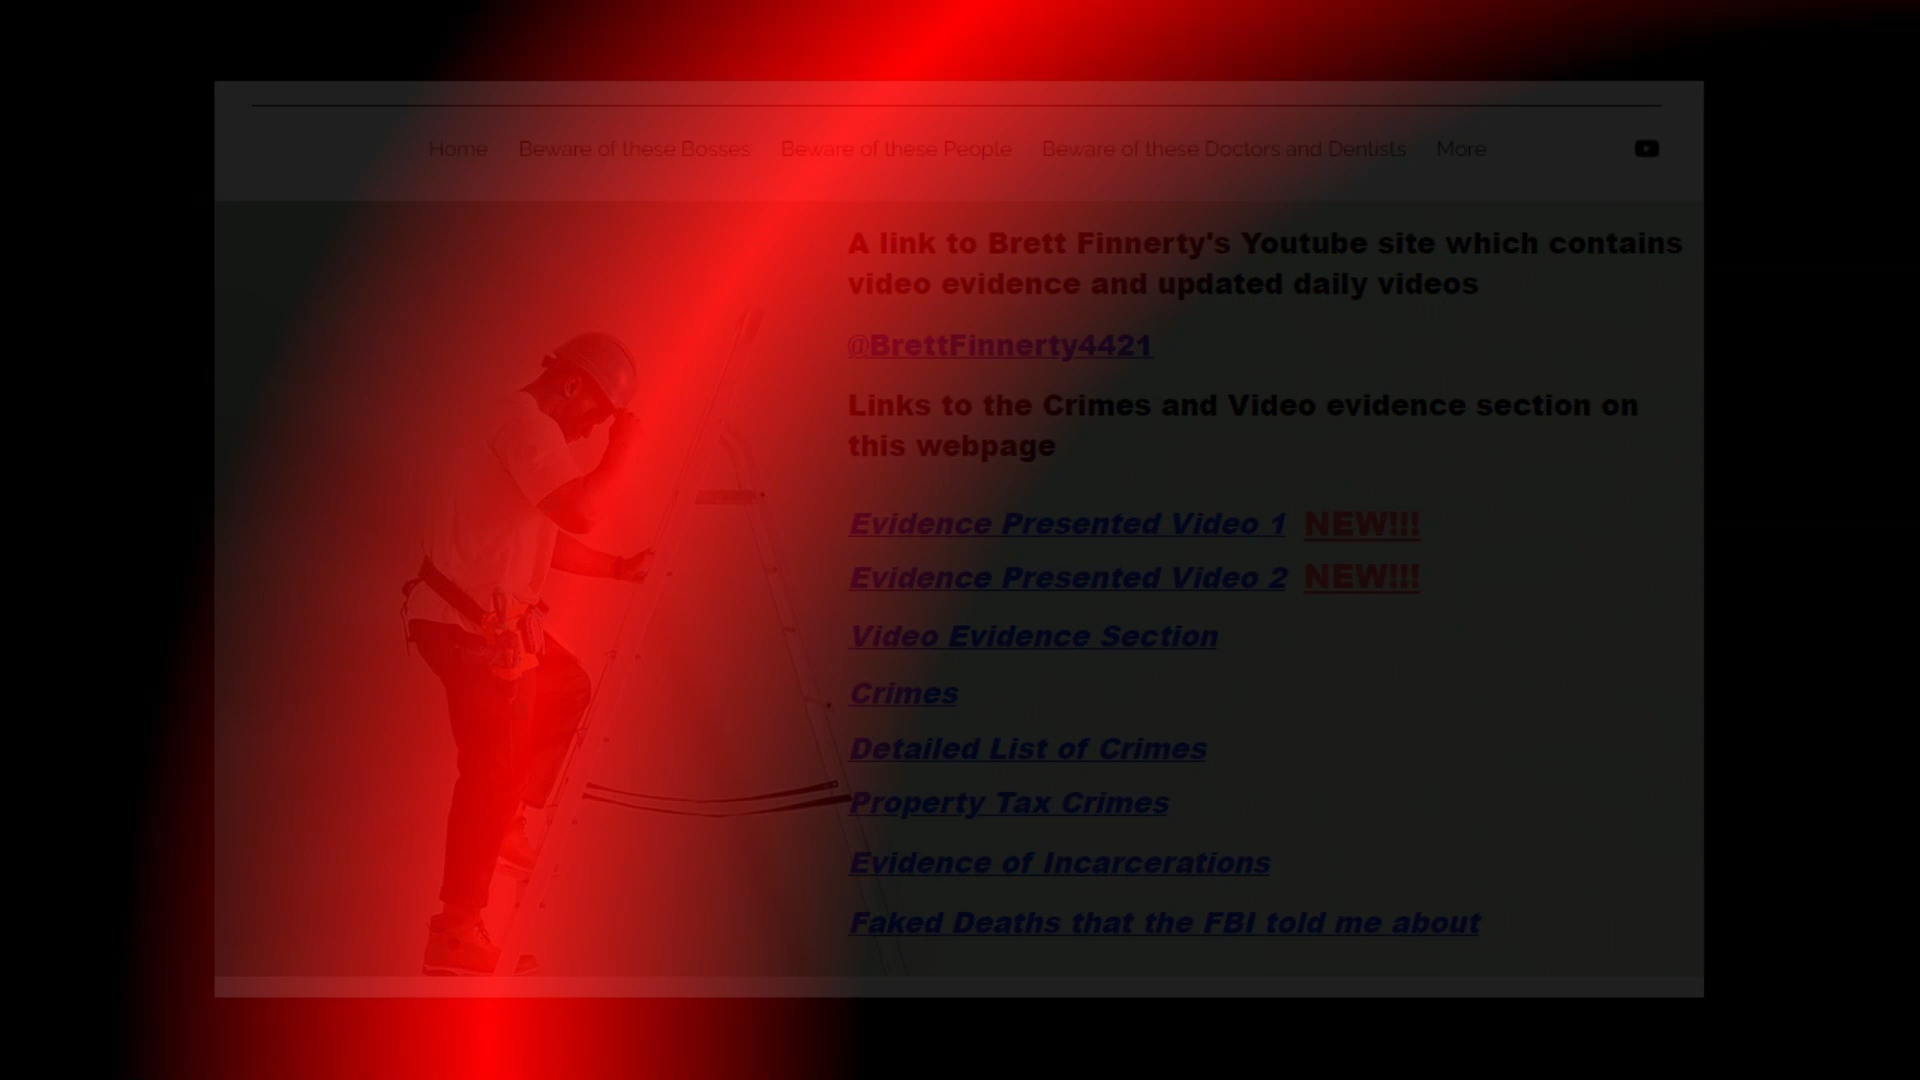 Home Beware of these Bosses Beware of these People Beware of these Doctors and Dentists More
A link to Brett Finnerty's Youtube site which contains
video evidence and updated daily videos
@BrettFinnerty4421
Links to the Crimes and Video evidence section on
this webpage
Evidence Presented Video 1 NEW!!!
Evidence Presented Video 2 NEW!!!
Video Evidence Section
Crimes
Detailed List of Crimes
Property Tax Crimes
Evidence of Incarcerations
Faked Deaths that the FBI told me about